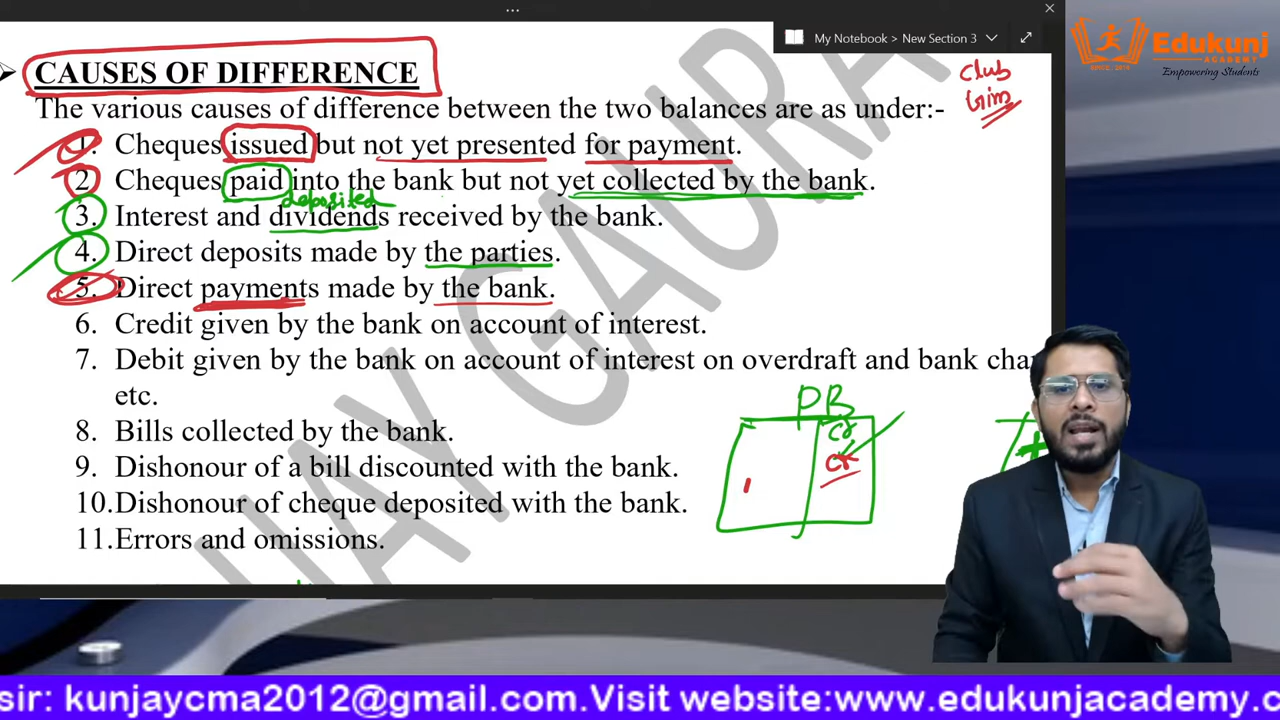 ...
×
My Notebook > New Section 3
Edukunj
ACADEMY
Empowering Students
CAUSES OF DIFFERENCE
Club
The various causes of difference between the two balances are as under:-
1. Cheques issued but not yet presented for payment.
2. Cheques paid into the bank but not yet collected by the bank.
deposited
3. Interest and dividends received by the bank.
4. Direct deposits made by the parties.
5. Direct payments made by the bank.
6. Credit given by the bank on account of interest.
7. Debit given by the bank on account of interest on overdraft and bank cha
etc.
PB
Cr
Cr
+
8. Bills collected by the bank.
9. Dishonour of a bill discounted with the bank.
10.Dishonour of cheque deposited with the bank.
11.Errors and omissions.
JAY GAURA
sir: kunjaycma2012@gmail.com.Visit website:www.edukunjacademy.c